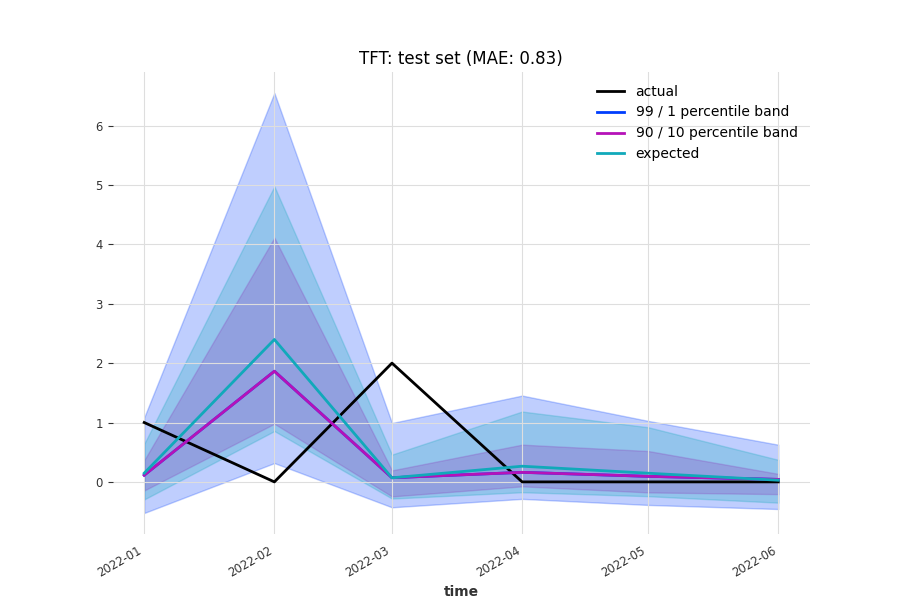 TFT: test set (MAE: 0.83)
actual
99 / 1 percentile band
90 / 10 percentile band
expected
6
5
4
3
2
1
0
2022-01
2022-02
2022-03
2022-04
2022-05
2022-06
time